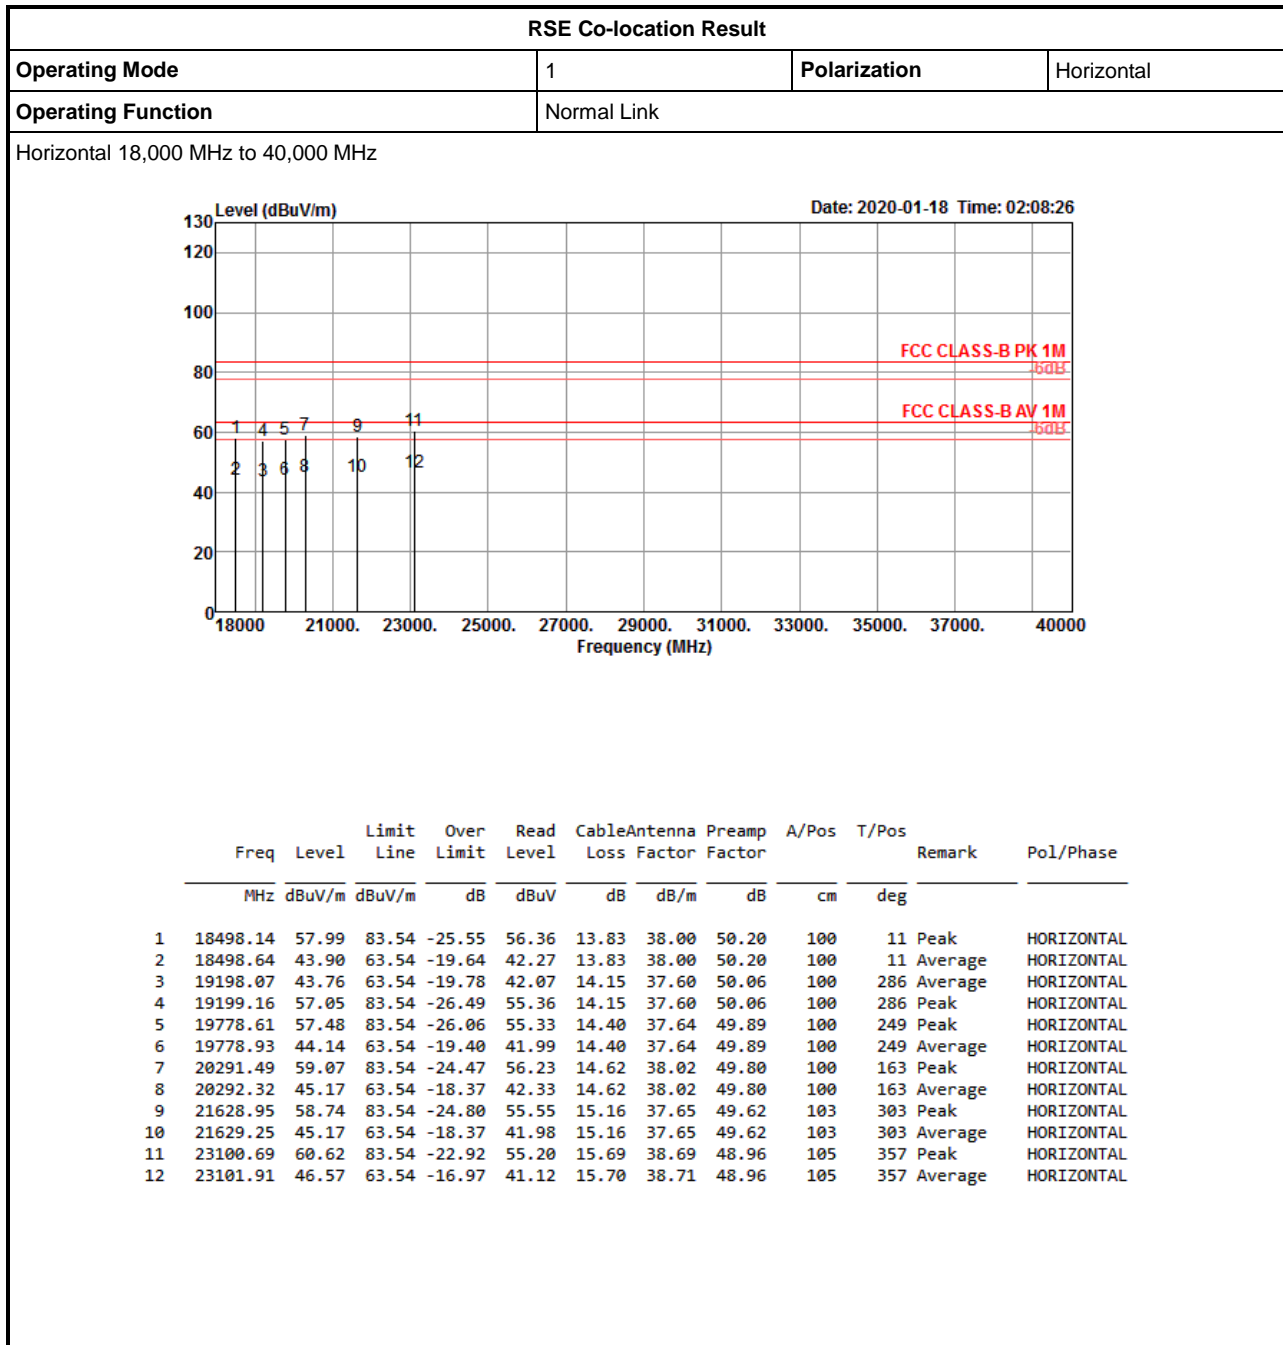 RSE Co-location Result
Operating Mode 1 Polarization Horizontal
Operating Function Normal Link
Horizontal 18,000 MHz to 40,000 MHz
Level (dBuV/m) Date: 2020-01-18 Time: 02:08:26
130
120
100
FCC CLASS-B PK 1M
80 -6dB
FCC CLASS-B AV 1M
60 1 4 5 7 9 11 -6dB
2 3 6 8 10 12
40
20
0
18000 21000. 23000. 25000. 27000. 29000. 31000. 33000. 35000. 37000. 40000
Frequency (MHz)
Limit Over Read CableAntenna Preamp A/Pos T/Pos
Freq Level Line Limit Level Loss Factor Factor Remark Pol/Phase
MHz dBuV/m dBuV/m dB dBuV dB dB/m dB cm deg
1 18498.14 57.99 83.54 -25.55 56.36 13.83 38.00 50.20 100 11 Peak HORIZONTAL
2 18498.64 43.90 63.54 -19.64 42.27 13.83 38.00 50.20 100 11 Average HORIZONTAL
3 19198.07 43.76 63.54 -19.78 42.07 14.15 37.60 50.06 100 286 Average HORIZONTAL
4 19199.16 57.05 83.54 -26.49 55.36 14.15 37.60 50.06 100 286 Peak HORIZONTAL
5 19778.61 57.48 83.54 -26.06 55.33 14.40 37.64 49.89 100 249 Peak HORIZONTAL
6 19778.93 44.14 63.54 -19.40 41.99 14.40 37.64 49.89 100 249 Average HORIZONTAL
7 20291.49 59.07 83.54 -24.47 56.23 14.62 38.02 49.80 100 163 Peak HORIZONTAL
8 20292.32 45.17 63.54 -18.37 42.33 14.62 38.02 49.80 100 163 Average HORIZONTAL
9 21628.95 58.74 83.54 -24.80 55.55 15.16 37.65 49.62 103 303 Peak HORIZONTAL
10 21629.25 45.17 63.54 -18.37 41.98 15.16 37.65 49.62 103 303 Average HORIZONTAL
11 23100.69 60.62 83.54 -22.92 55.20 15.69 38.69 48.96 105 357 Peak HORIZONTAL
12 23101.91 46.57 63.54 -16.97 41.12 15.70 38.71 48.96 105 357 Average HORIZONTAL